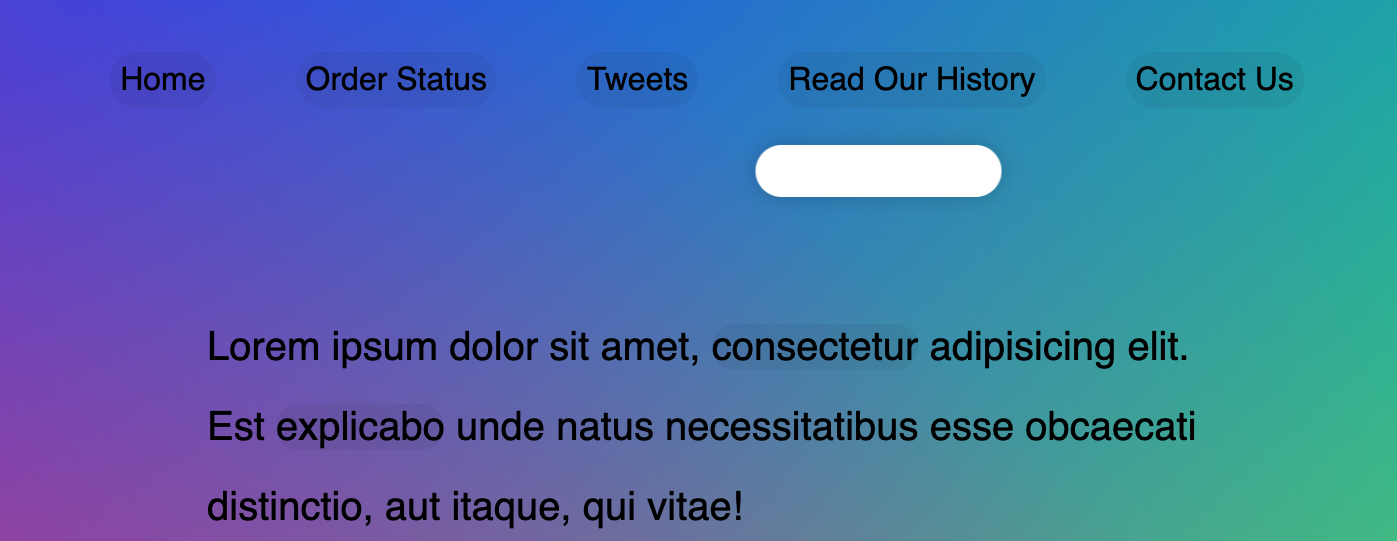 Home Order Status Tweets Read Our History Contact Us
Lorem ipsum dolor sit amet, consectetur adipisicing elit.
Est explicabo unde natus necessitatibus esse obcaecati
distinctio, aut itaque, qui vitae!